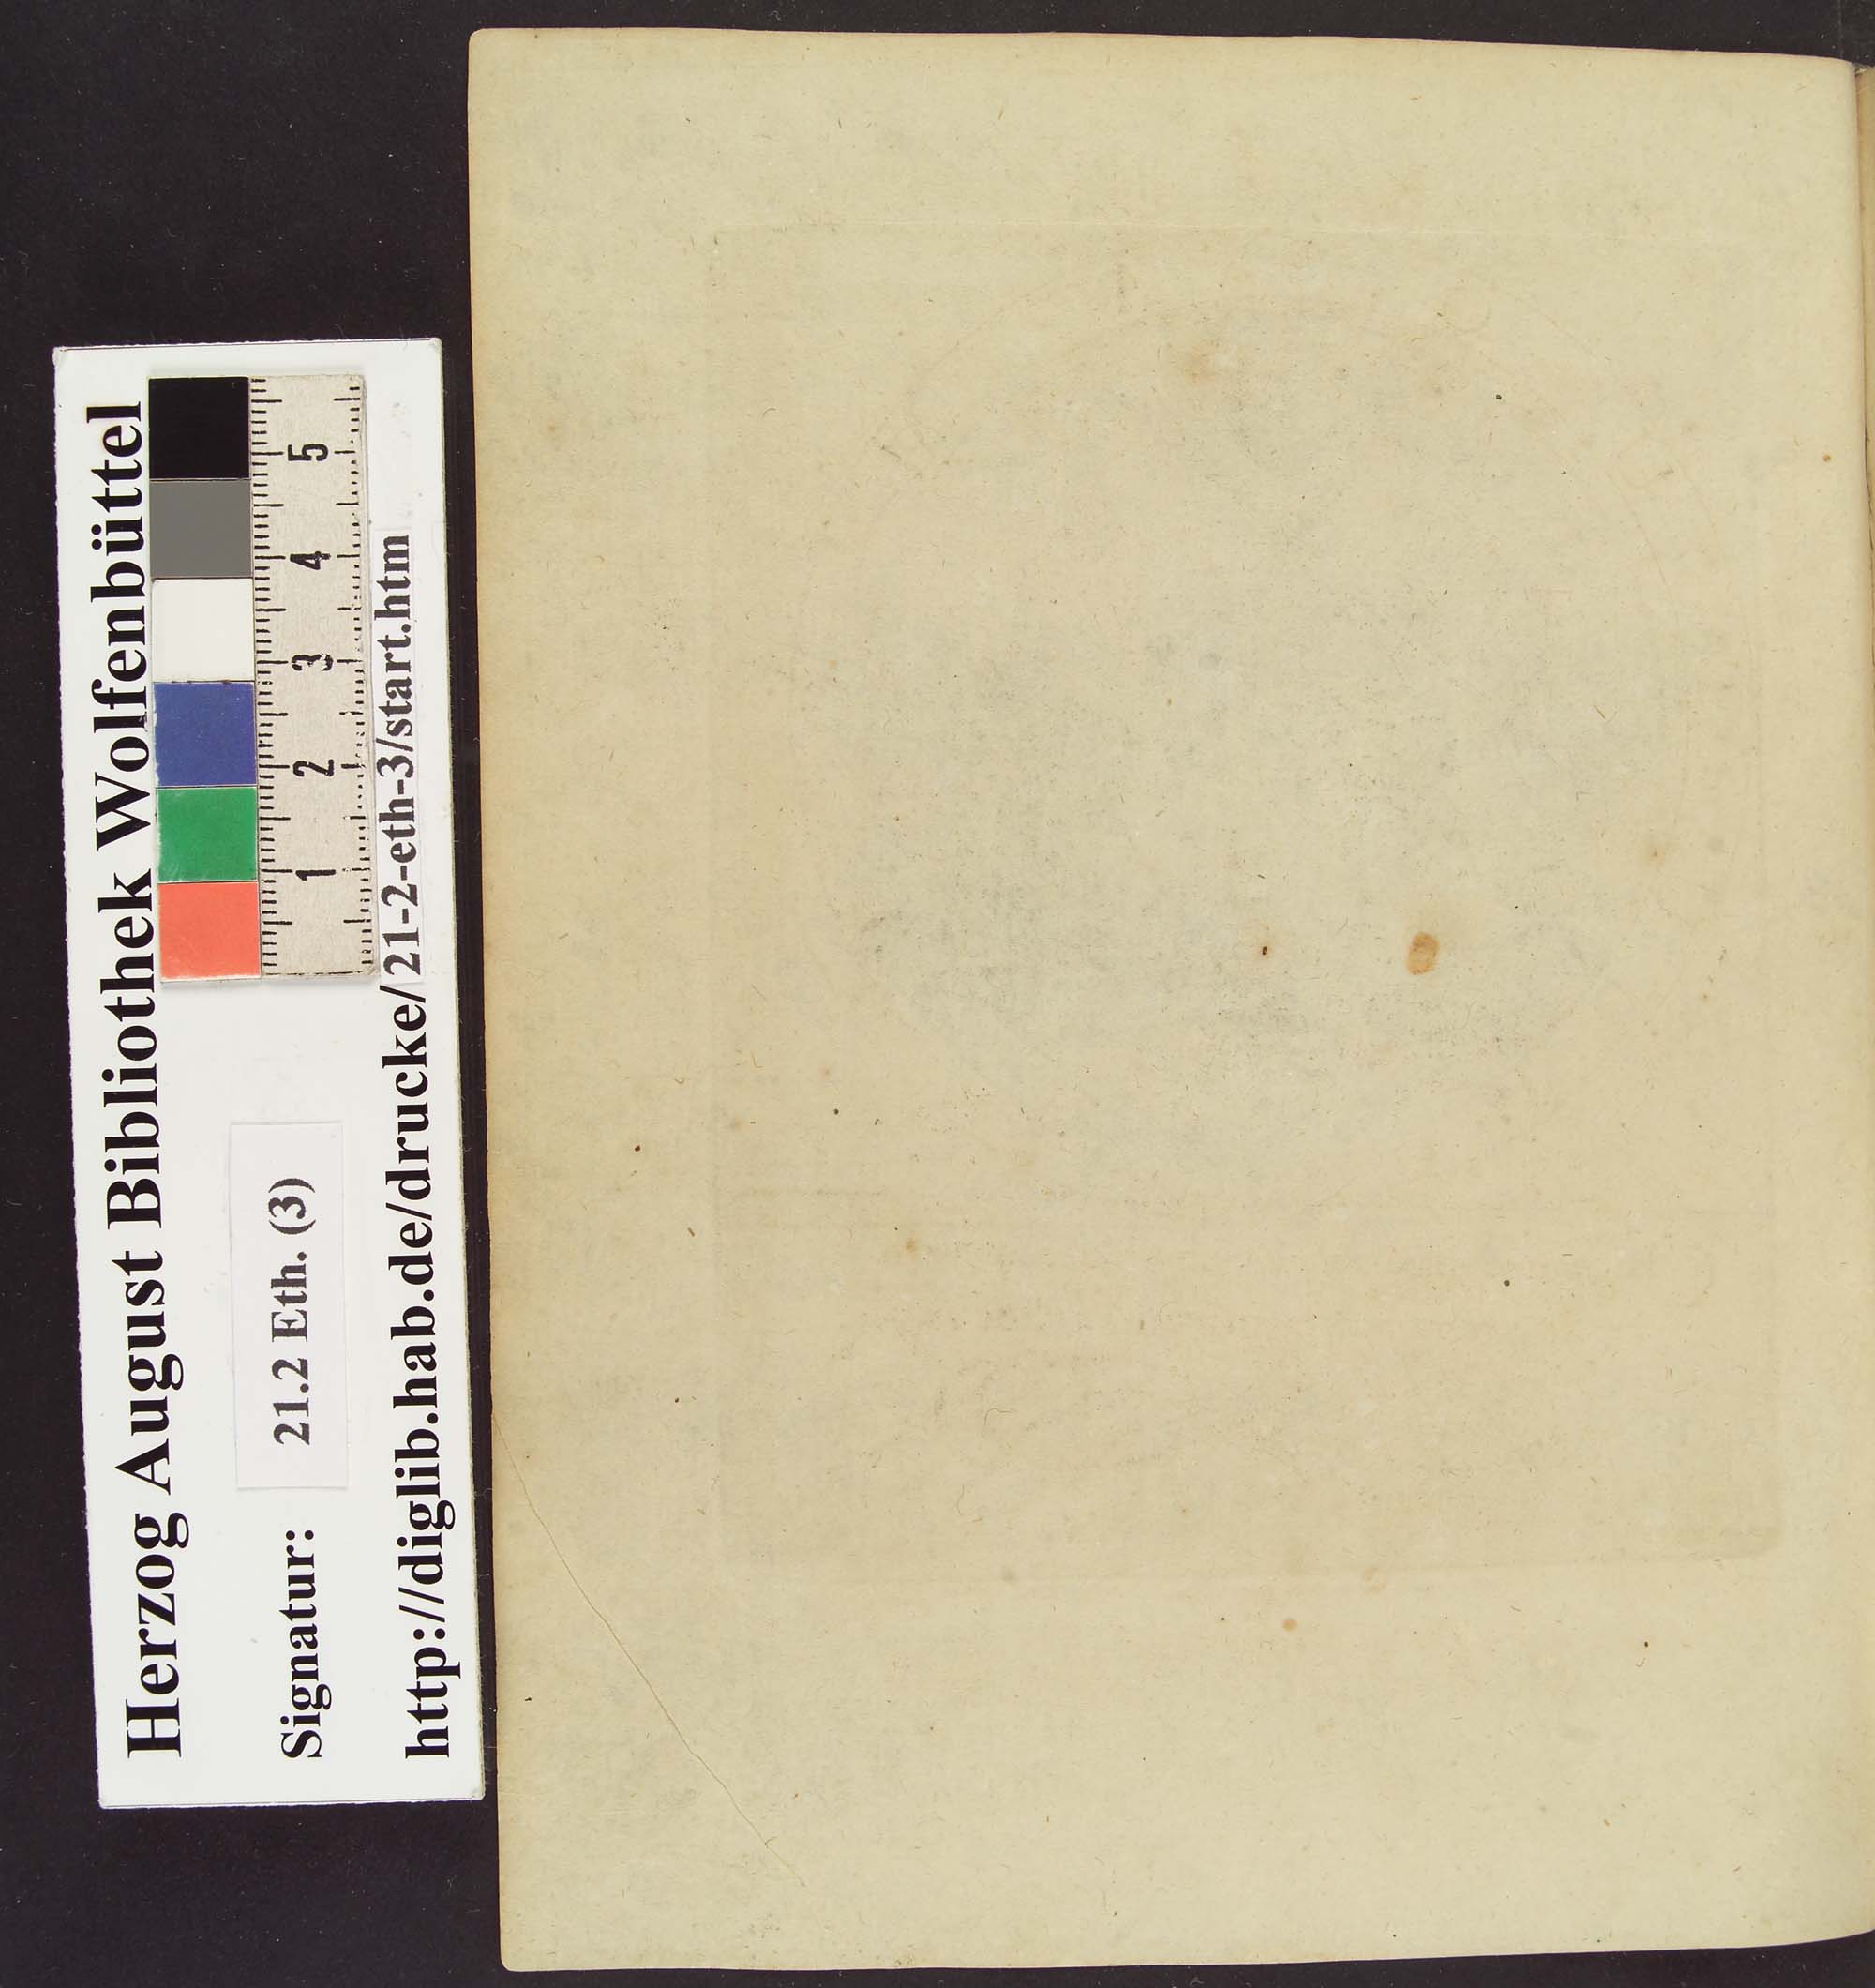 Herzog August Bibliothek Wolfenbüttel
1 2 3 4 5
Signatur: 21.2 Eth. (3)
http://diglib.hab.de/drucke/21-2-eth-3/start.htm